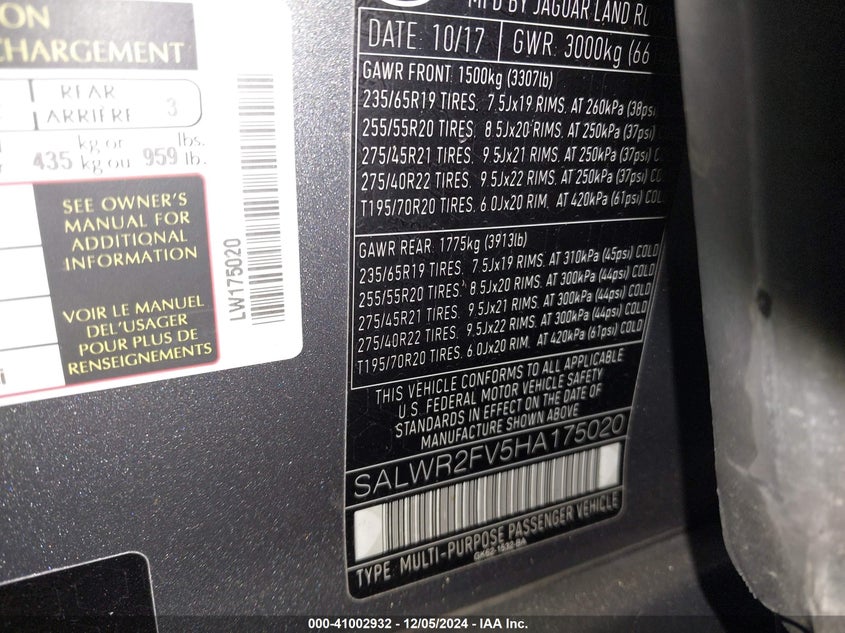 ON
CHARGEMENT
REAR
ARRIÈRE 3
kg or lbs.
435 kg ou 959 lb.
SEE OWNER'S
MANUAL FOR
ADDITIONAL
INFORMATION
VOIR LE MANUEL
DEL'USAGER
POUR PLUS DE
RENSEIGNEMENTS
LW175020
MFD BY JAGUAR LAND RO
DATE: 10/17 GWR: 3000kg (66
GAWR FRONT: 1500kg (3307lb)
235/65R19 TIRES. 7.5Jx19 RIMS. AT 260kPa (38psi
255/55R20 TIRES. 8.5Jx20 RIMS. AT 250kPa (37psi)
275/45R21 TIRES. 9.5Jx21 RIMS. AT 250kPa (37psi) C
275/40R22 TIRES. 9.5Jx22 RIMS. AT 250kPa (37psi) CO
T195/70R20 TIRES. 6.0Jx20 RIM. AT 420kPa (61psi) COL
GAWR REAR: 1775kg (3913lb)
235/65R19 TIRES. 7.5Jx19 RIMS. AT 310kPa (45psi) COLD
255/55R20 TIRES. 8.5Jx20 RIMS. AT 300kPa (44psi) COLD
275/45R21 TIRES. 9.5Jx21 RIMS. AT 300kPa (44psi) COLD
275/40R22 TIRES. 9.5Jx22 RIMS. AT 300kPa (44psi) COLD
T195/70R20 TIRES. 6.0Jx20 RIM. AT 420kPa (61psi) COLD
THIS VEHICLE CONFORMS TO ALL APPLICABLE
U.S. FEDERAL MOTOR VEHICLE SAFETY
STANDARDS IN EFFECT ON THE DATE OF
MANUFACTURE SHOWN ABOVE
SALWR2FV5HA175020
TYPE: MULTI-PURPOSE PASSENGER VEHICLE
GK62-1532-BA
000-41002932 - 12/05/2024 - IAA Inc.